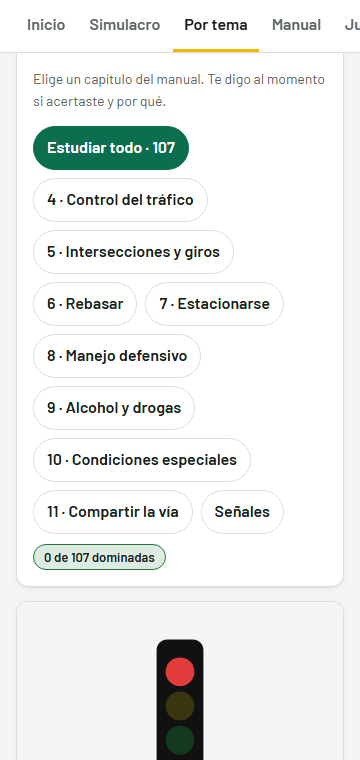 Inicio Simulacro Por tema Manual Ju
Elige un capítulo del manual. Te digo al momento
si acertaste y por qué.
Estudiar todo · 107
4 · Control del tráfico
5 · Intersecciones y giros
6 · Rebasar 7 · Estacionarse
8 · Manejo defensivo
9 · Alcohol y drogas
10 · Condiciones especiales
11 · Compartir la vía Señales
0 de 107 dominadas